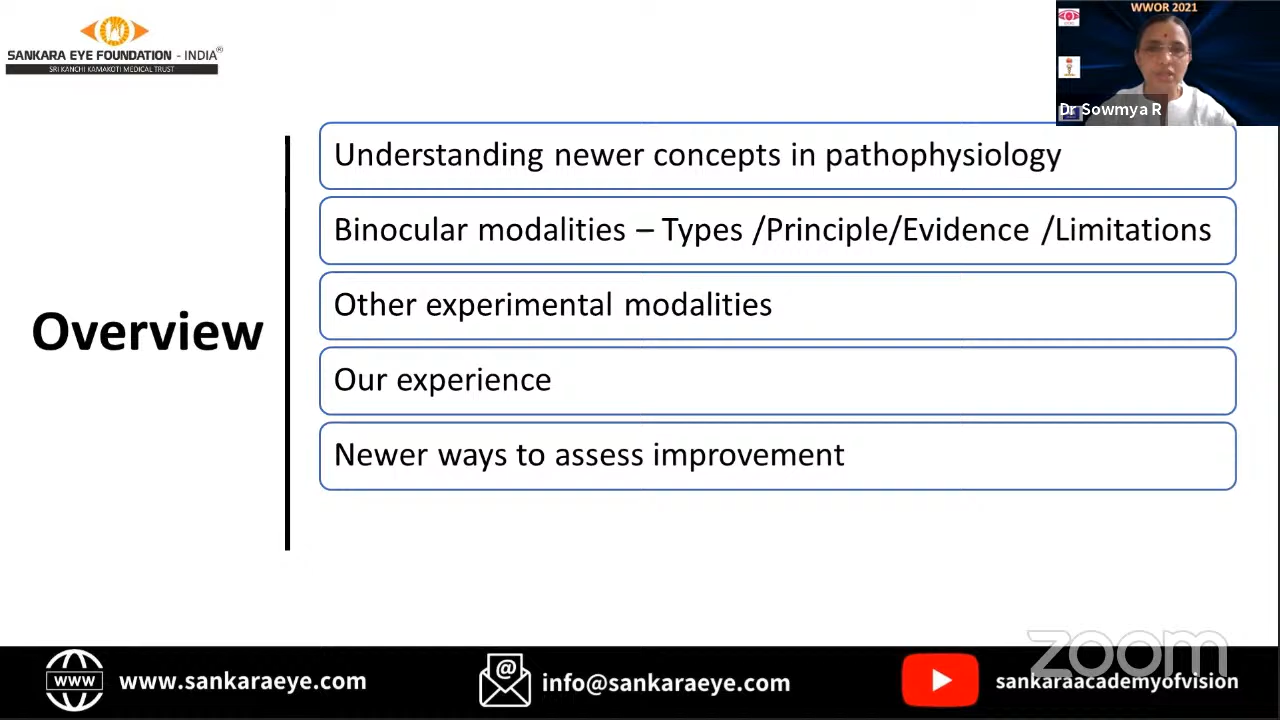 SANKARA EYE FOUNDATION - INDIA®
SRI KANCHI KAMAKOTI MEDICAL TRUST
WWOR 2021
Dr Sowmya R
Overview
Understanding newer concepts in pathophysiology
Binocular modalities – Types /Principle/Evidence /Limitations
Other experimental modalities
Our experience
Newer ways to assess improvement
zoom
www
www.sankaraeye.com
@
info@sankaraeye.com
sankaraacademyofvision